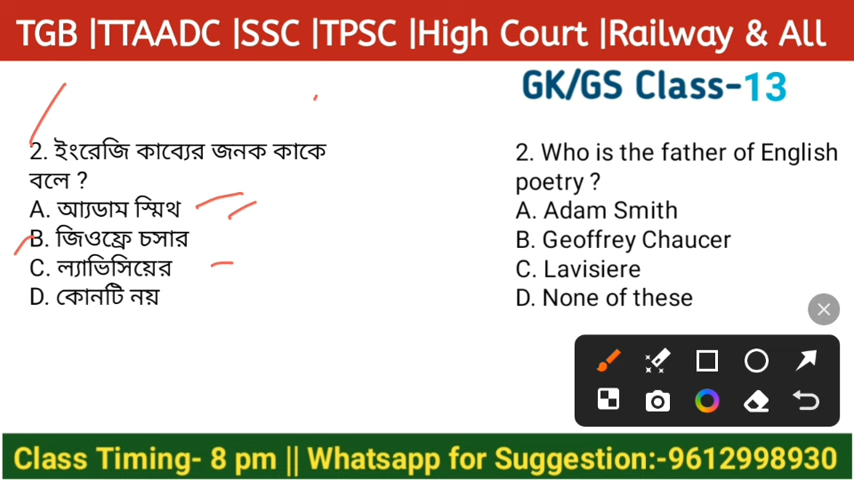 TGB |TTAADC |SSC |TPSC |High Court |Railway & All
GK/GS Class-13
2. ইংরেজি কাব্যের জনক কাকে
বলে ?
A. অ্যাডাম স্মিথ
B. জিওফ্রে চসার
C. ল্যাভিসিয়ের
D. কোনটি নয়
2. Who is the father of English
poetry ?
A. Adam Smith
B. Geoffrey Chaucer
C. Lavisiere
D. None of these
Class Timing- 8 pm || Whatsapp for Suggestion:-9612998930